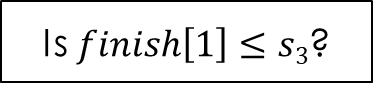 Is finish[1] ≤ s₃?